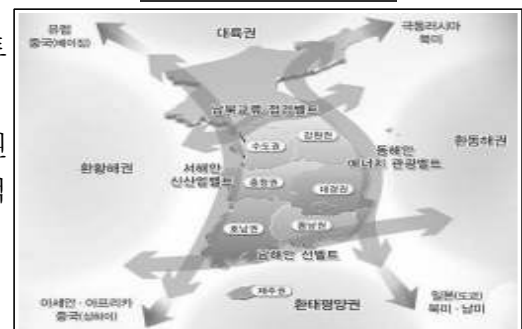 유럽
중국(베이징)
대륙권
극동러시아
북미
남북교류 접경벨트
수도권
강원권
환황해권
서해안
신산업벨트
동해안
에너지 관광벨트
환동해권
충청권
대경권
호남권
동남권
남해안 선벨트
제주권
아세안·아프리카
중국(상하이)
환태평양권
일본(도쿄)
북미·남미